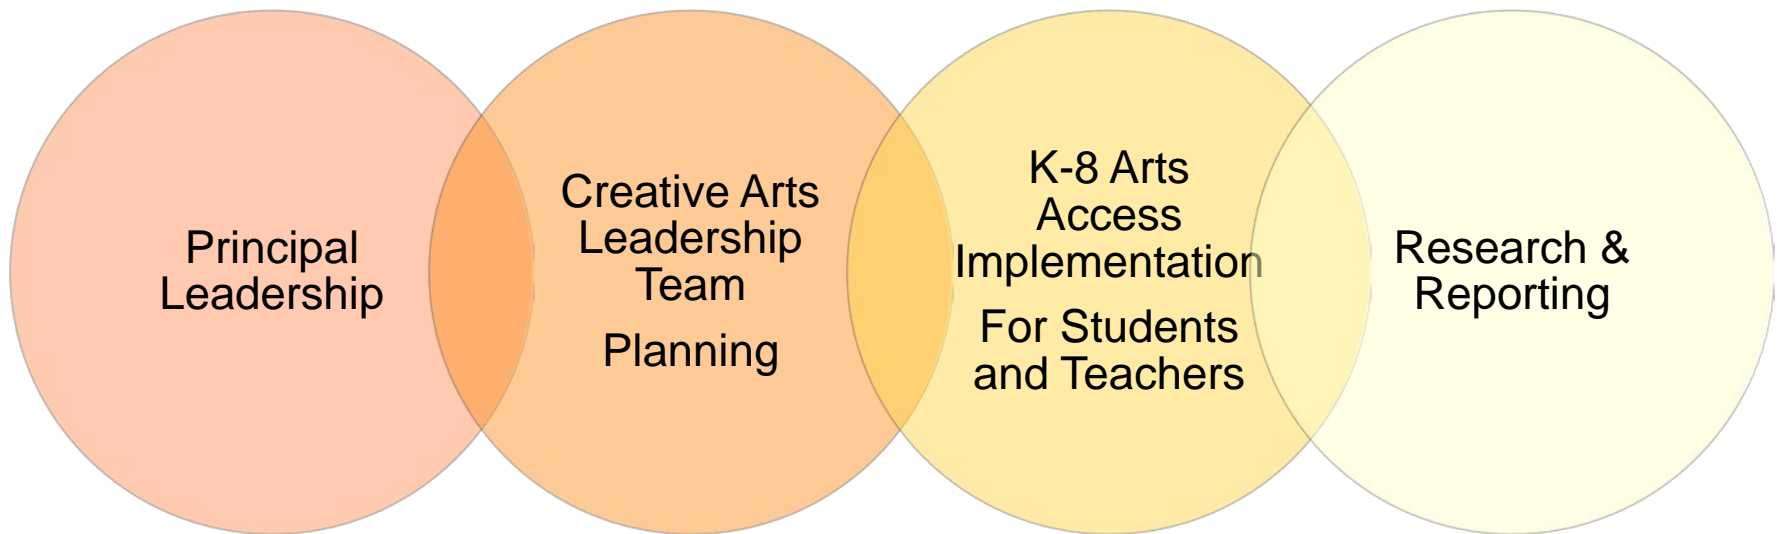 Principal
Leadership
Creative Arts
Leadership
Team
Planning
K-8 Arts
Access
Implementation
For Students
and Teachers
Research &
Reporting